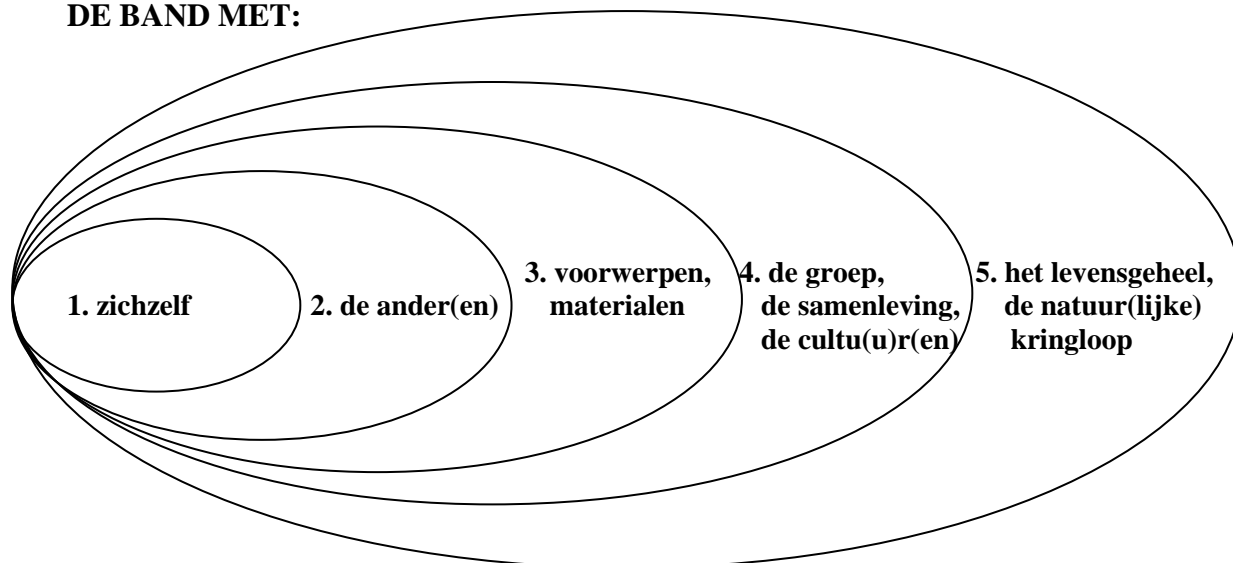 DE BAND MET:
1. zichzelf
2. de ander(en)
3. voorwerpen,
materialen
4. de groep,
de samenleving,
de cultu(u)r(en)
5. het levensgeheel,
de natuur(lijke)
kringloop